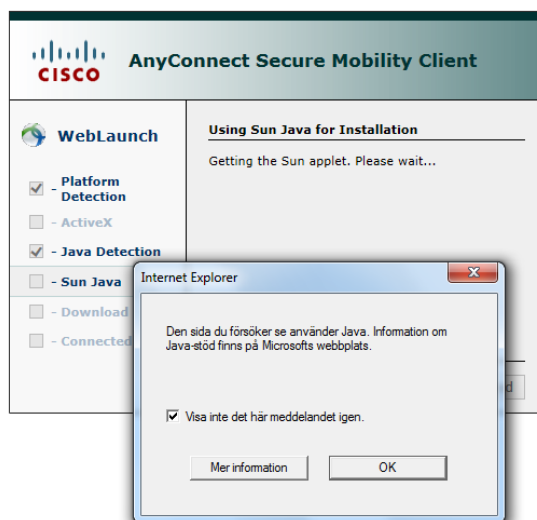 CISCO
AnyConnect Secure Mobility Client
WebLaunch
- Platform
Detection
- ActiveX
- Java Detection
- Sun Java
- Download
- Connected
Using Sun Java for Installation
Getting the Sun applet. Please wait...
Internet Explorer
Den sida du försöker se använder Java. Information om
Java-stöd finns på Microsofts webbplats.
Visa inte det här meddelandet igen.
Mer information
OK